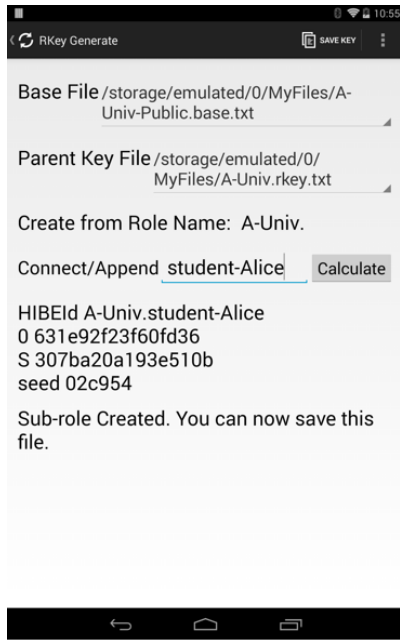 10:55
RKey Generate SAVE KEY
Base File /storage/emulated/0/MyFiles/A-
Univ-Public.base.txt
Parent Key File /storage/emulated/0/
MyFiles/A-Univ.rkey.txt
Create from Role Name: A-Univ.
Connect/Append student-Alice Calculate
HIBEId A-Univ.student-Alice
0 631e92f23f60fd36
S 307ba20a193e510b
seed 02c954
Sub-role Created. You can now save this
file.